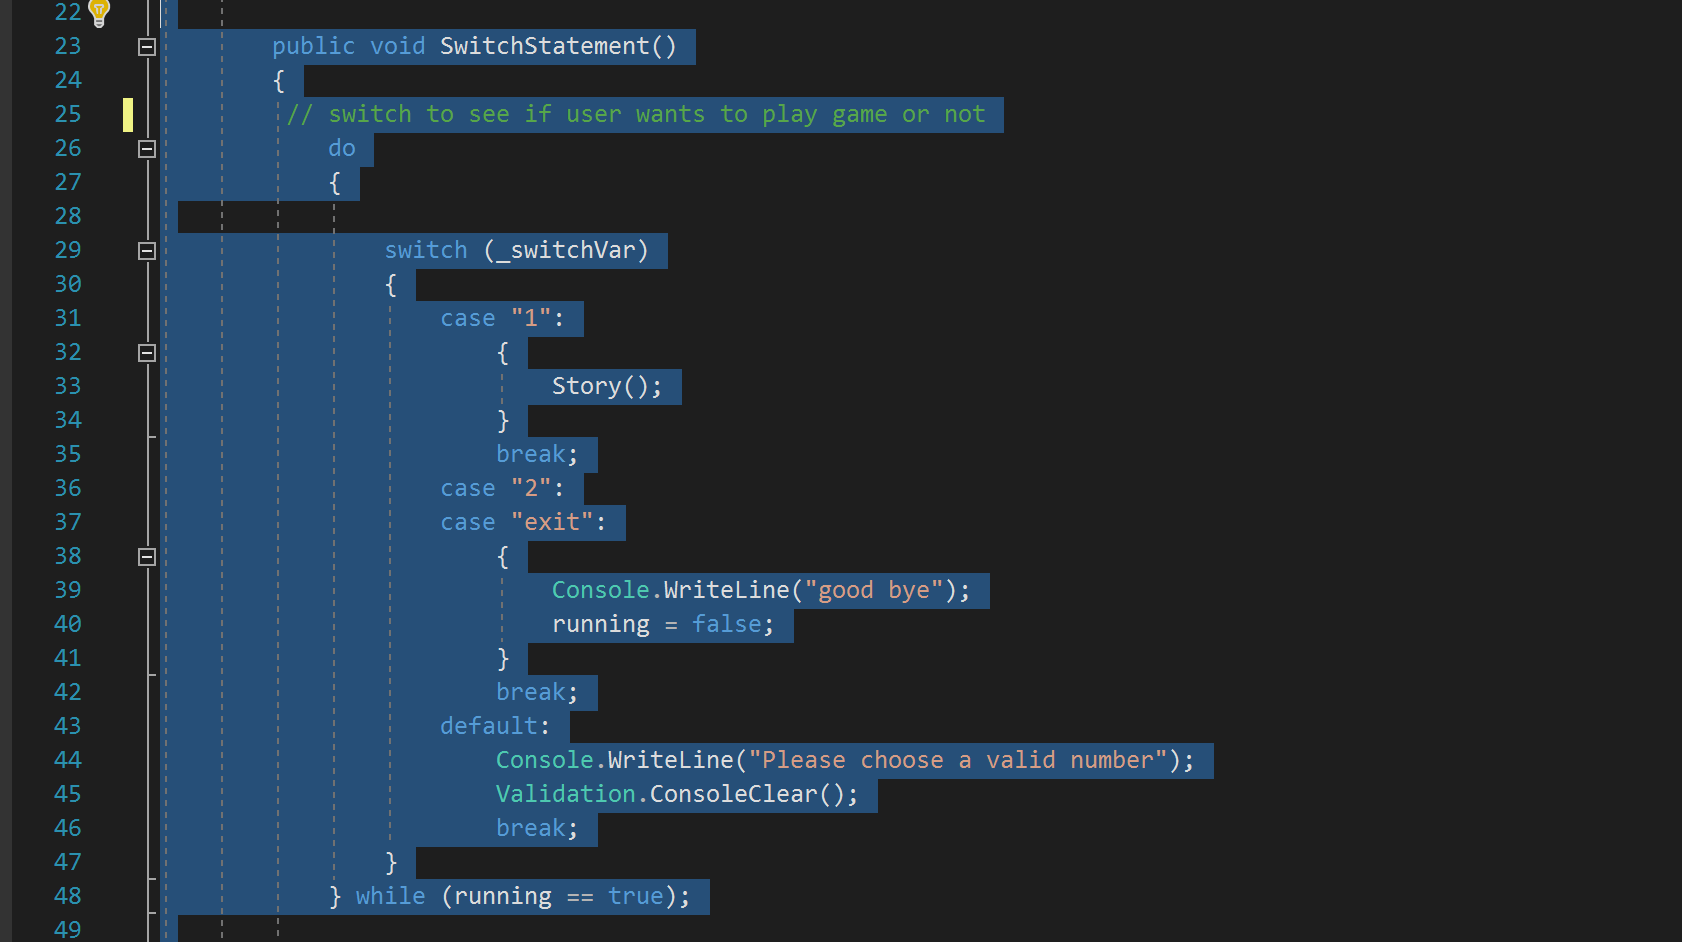 22
23 public void SwitchStatement()
24 {
25 // switch to see if user wants to play game or not
26 do
27 {
28
29 switch (_switchVar)
30 {
31 case "1":
32 {
33 Story();
34 }
35 break;
36 case "2":
37 case "exit":
38 {
39 Console.WriteLine("good bye");
40 running = false;
41 }
42 break;
43 default:
44 Console.WriteLine("Please choose a valid number");
45 Validation.ConsoleClear();
46 break;
47 }
48 } while (running == true);
49